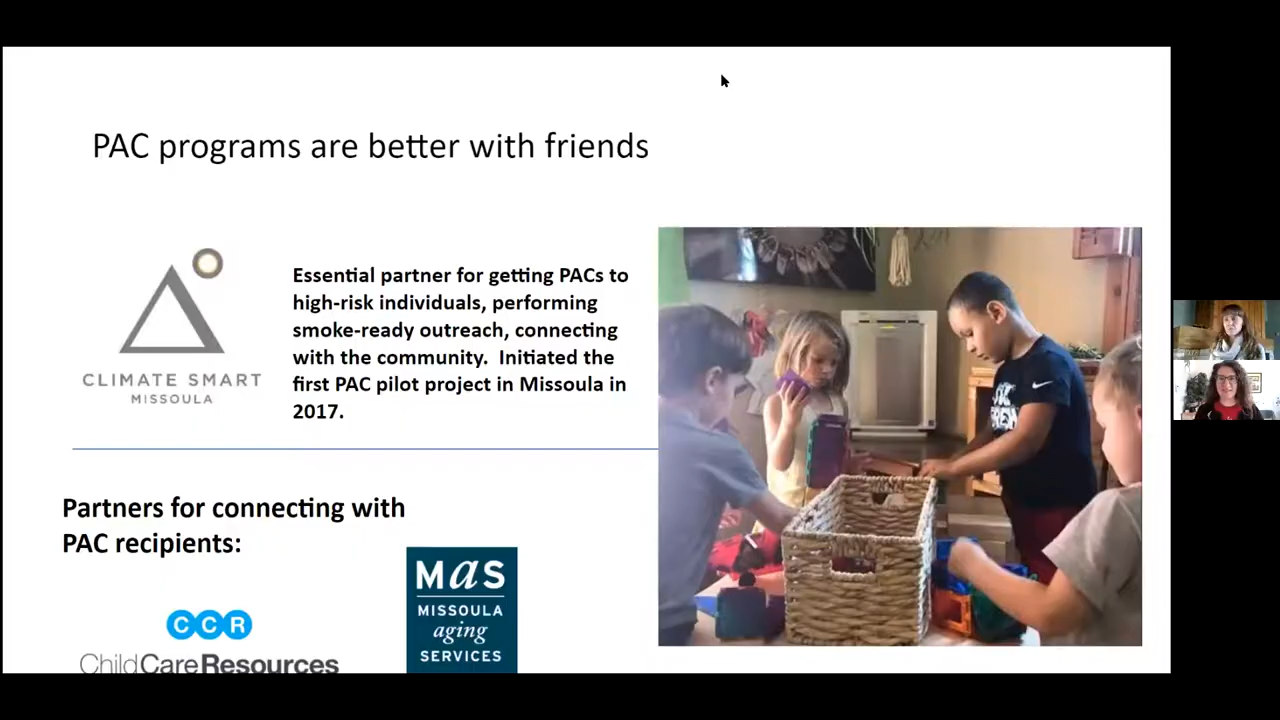 PAC programs are better with friends
CLIMATE SMART
MISSOULA
Essential partner for getting PACs to
high-risk individuals, performing
smoke-ready outreach, connecting
with the community. Initiated the
first PAC pilot project in Missoula in
2017.
Partners for connecting with
PAC recipients:
CCR
ChildCareResources
MaS
MISSOULA
aging
SERVICES